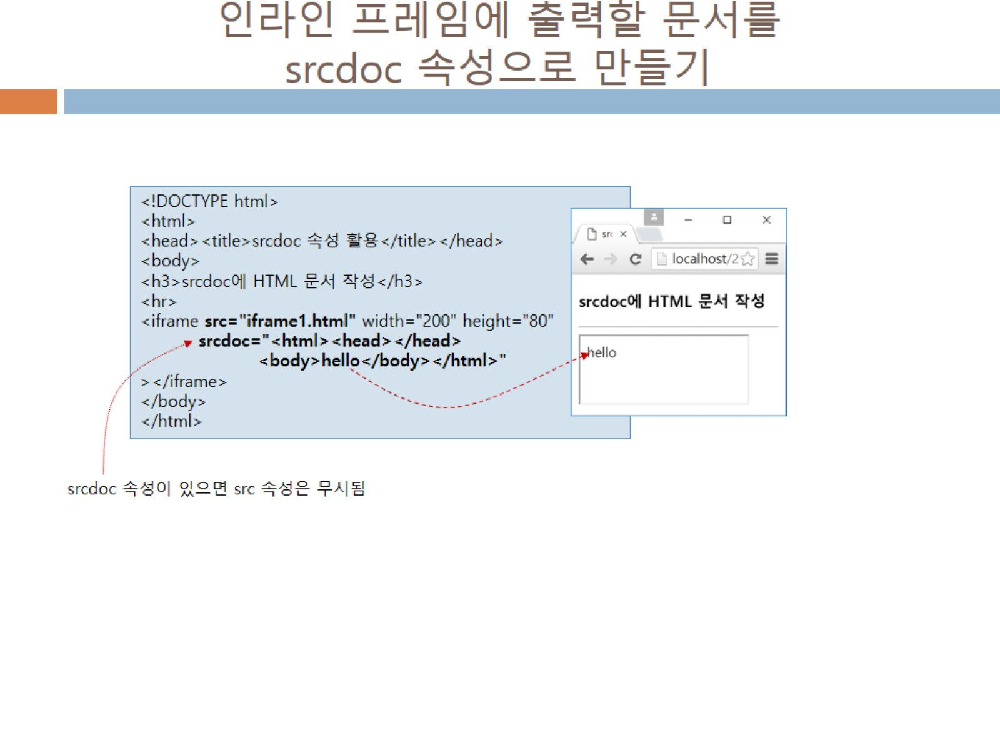 인라인 프레임에 출력할 문서를
srcdoc 속성으로 만들기
<!DOCTYPE html>
<html>
<head><title>srcdoc 속성 활용</title></head>
<body>
<h3>srcdoc에 HTML 문서 작성</h3>
<hr>
<iframe src="iframe1.html" width="200" height="80"
srcdoc="<html><head></head>
<body>hello</body></html>"
></iframe>
</body>
</html>
src
localhost/2
srcdoc에 HTML 문서 작성
hello
srcdoc 속성이 있으면 src 속성은 무시됨